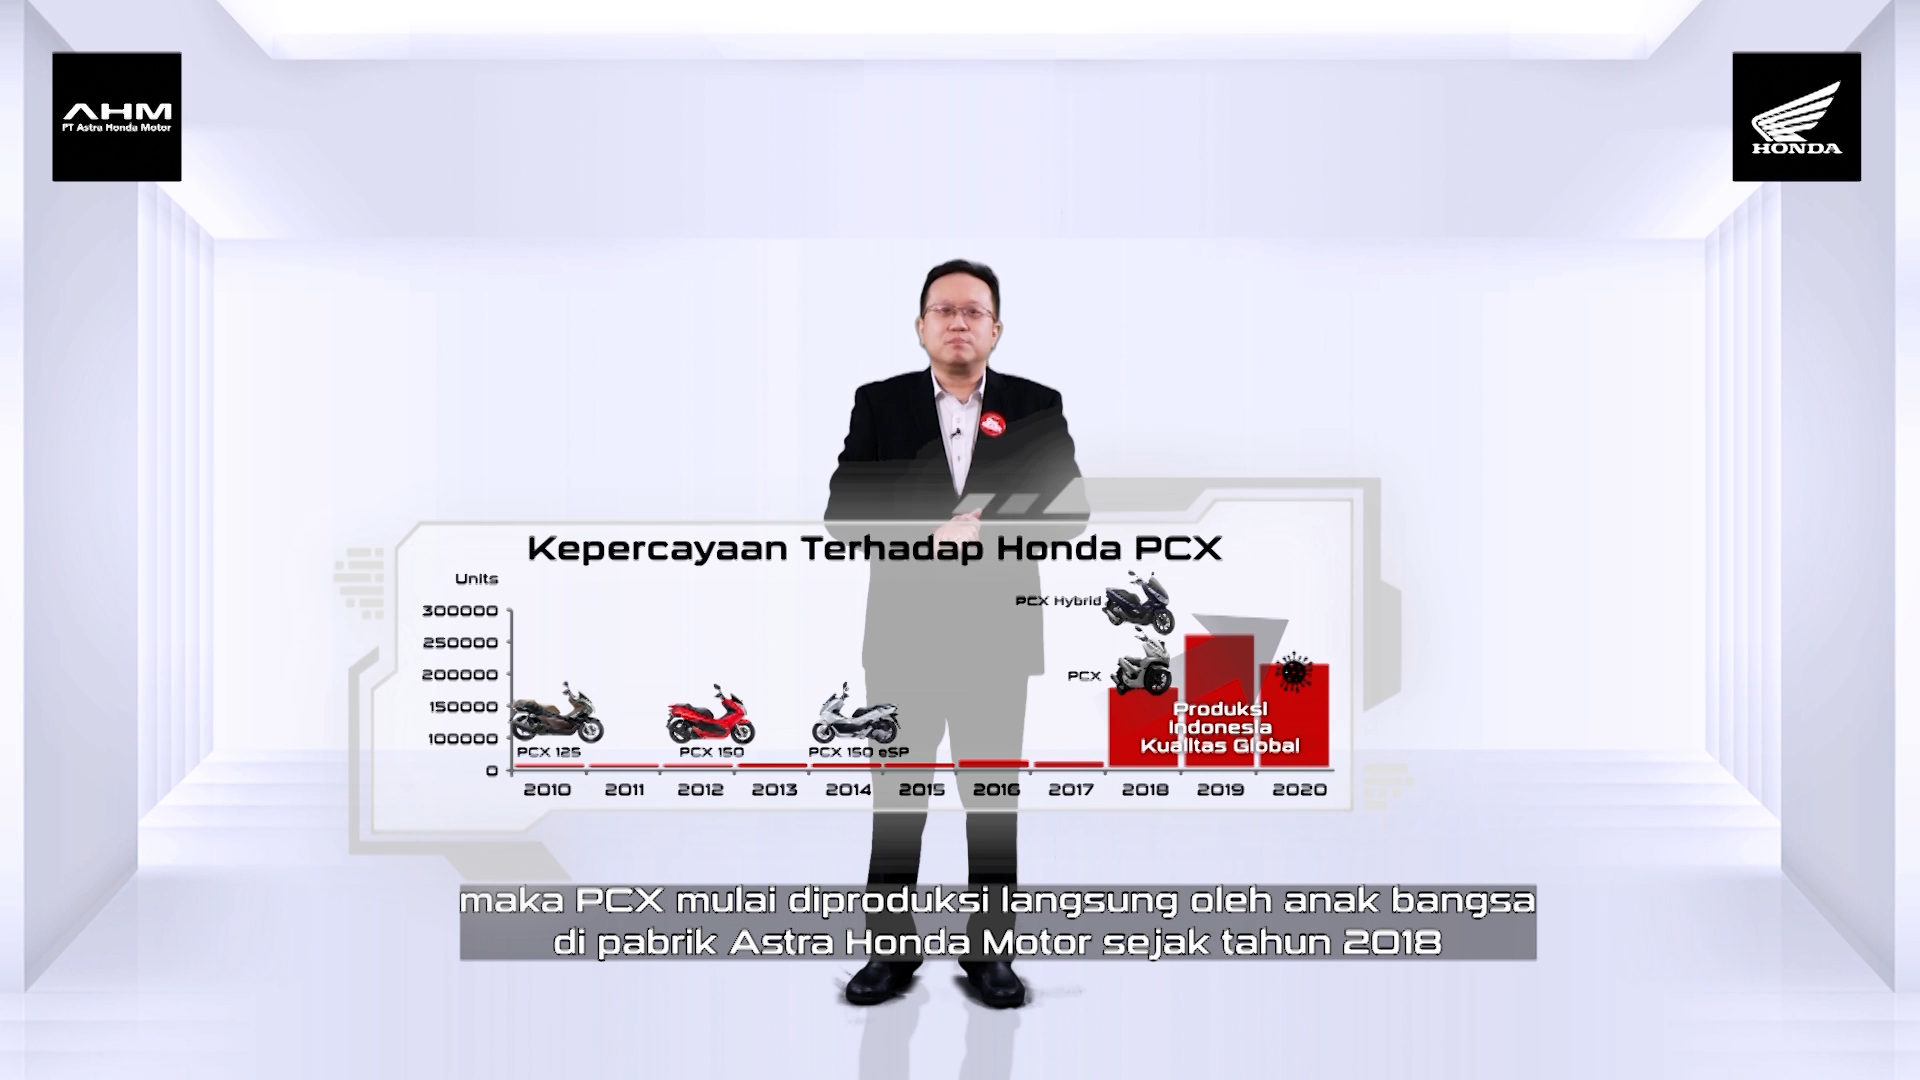 AHM
PT Astra Honda Motor
HONDA
Kepercayaan Terhadap Honda PCX
Units
300000
250000
200000
150000
100000
0
PCX Hybrid
PCX
PCX 125
PCX 150
PCX 150 eSP
Produksi
Indonesia
Kualitas Global
2010 2011 2012 2013 2014 2015 2016 2017 2018 2019 2020
maka PCX mulai diproduksi langsung oleh anak bangsa
di pabrik Astra Honda Motor sejak tahun 2018